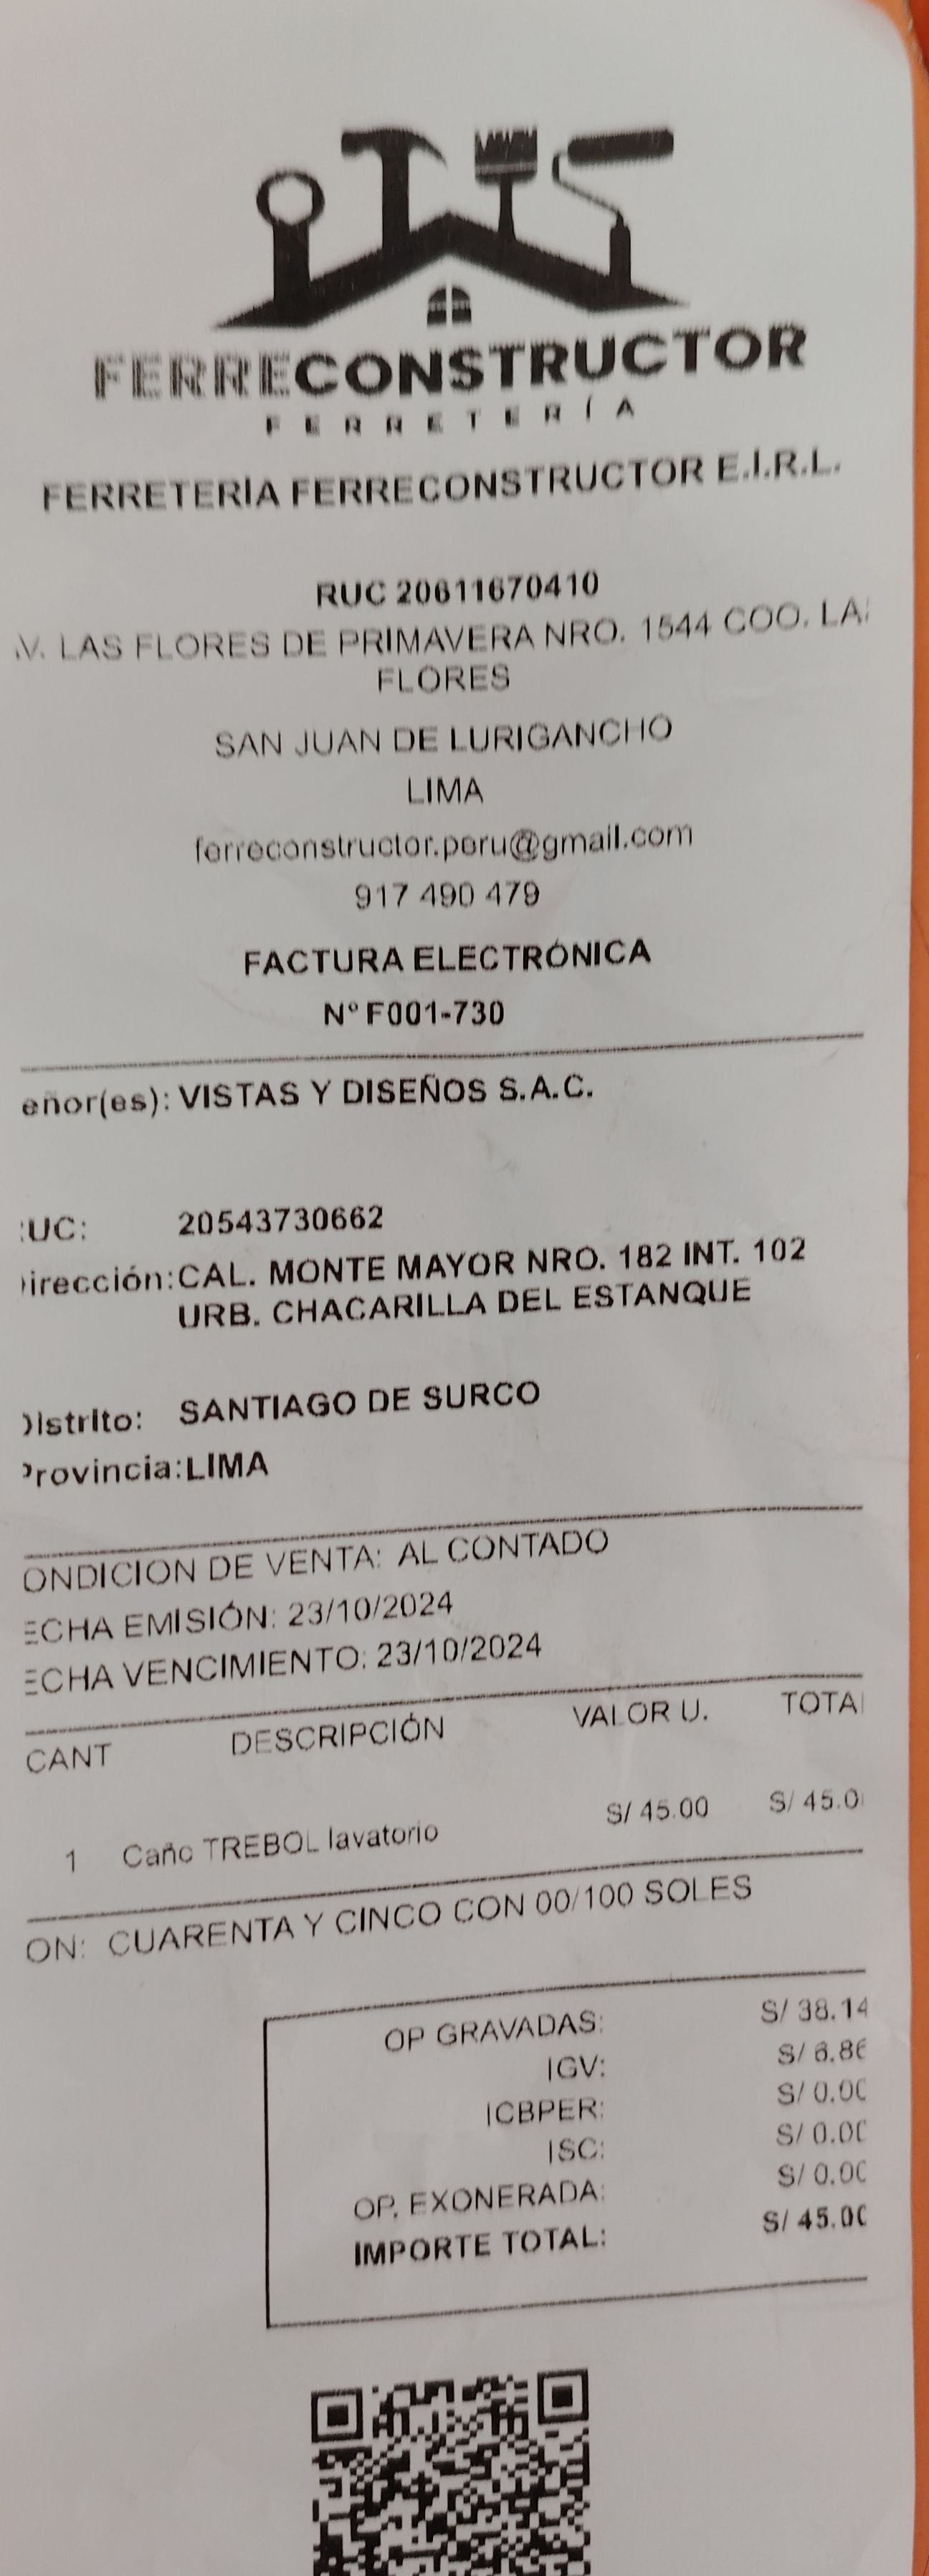 FERRECONSTRUCTOR
FERRETERÍA
FERRETERÍA FERRECONSTRUCTOR E.I.R.L.
RUC 20611670410
V. LAS FLORES DE PRIMAVERA NRO. 1544 COO. LA
FLORES
SAN JUAN DE LURIGANCHO
LIMA
ferreconstructor.peru@gmail.com
917 490 479
FACTURA ELECTRÓNICA
N° F001-730
eñor(es): VISTAS Y DISEÑOS S.A.C.
UC: 20543730662
irección: CAL. MONTE MAYOR NRO. 182 INT. 102
URB. CHACARILLA DEL ESTANQUE
istrito: SANTIAGO DE SURCO
Provincia: LIMA
ONDICION DE VENTA: AL CONTADO
ECHA EMISIÓN: 23/10/2024
ECHA VENCIMIENTO: 23/10/2024
CANT DESCRIPCIÓN VALOR U. TOTA
1 Caño TREBOL lavatorio S/ 45.00 S/ 45.0
ON: CUARENTA Y CINCO CON 00/100 SOLES
OP GRAVADAS: S/ 38.14
IGV: S/ 6.86
ICBPER: S/ 0.00
ISC: S/ 0.00
OP. EXONERADA: S/ 0.00
IMPORTE TOTAL: S/ 45.00